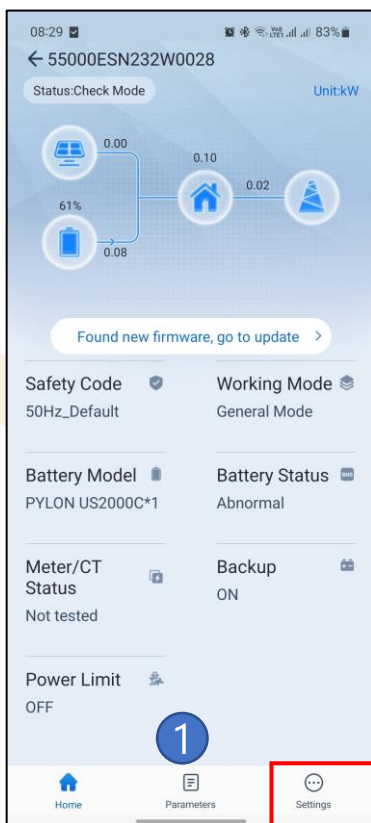 08:29 83%
← 55000ESN232W0028
Status:Check Mode Unit:kW
0.00
0.10
0.02
61%
0.08
Found new firmware, go to update >
Safety Code Working Mode
50Hz_Default General Mode
Battery Model Battery Status
PYLON US2000C*1 Abnormal
Meter/CT Status Backup
Not tested ON
Power Limit
OFF
1
Home Parameters Settings